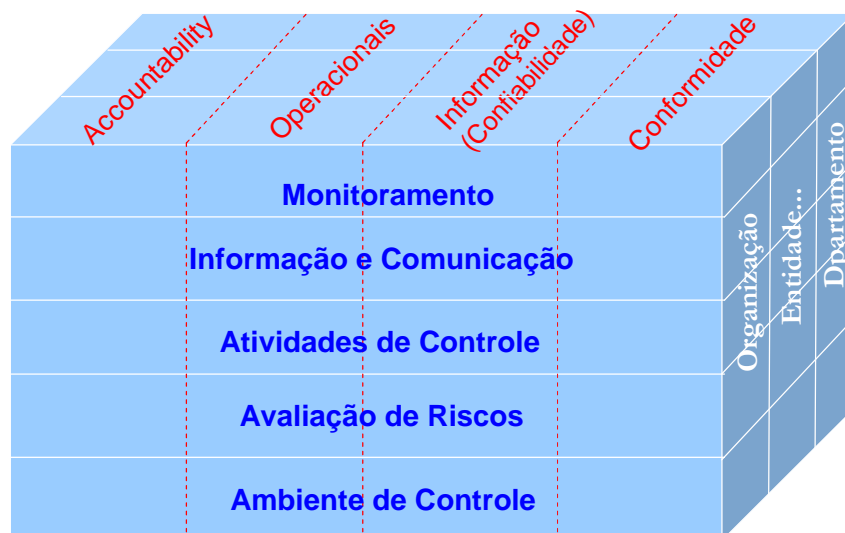 Accountability
Operacionais
Informação
(Confiabilidade)
Conformidade
Monitoramento
Informação e Comunicação
Atividades de Controle
Avaliação de Riscos
Ambiente de Controle
Organização
Entidade...
Dpartamento